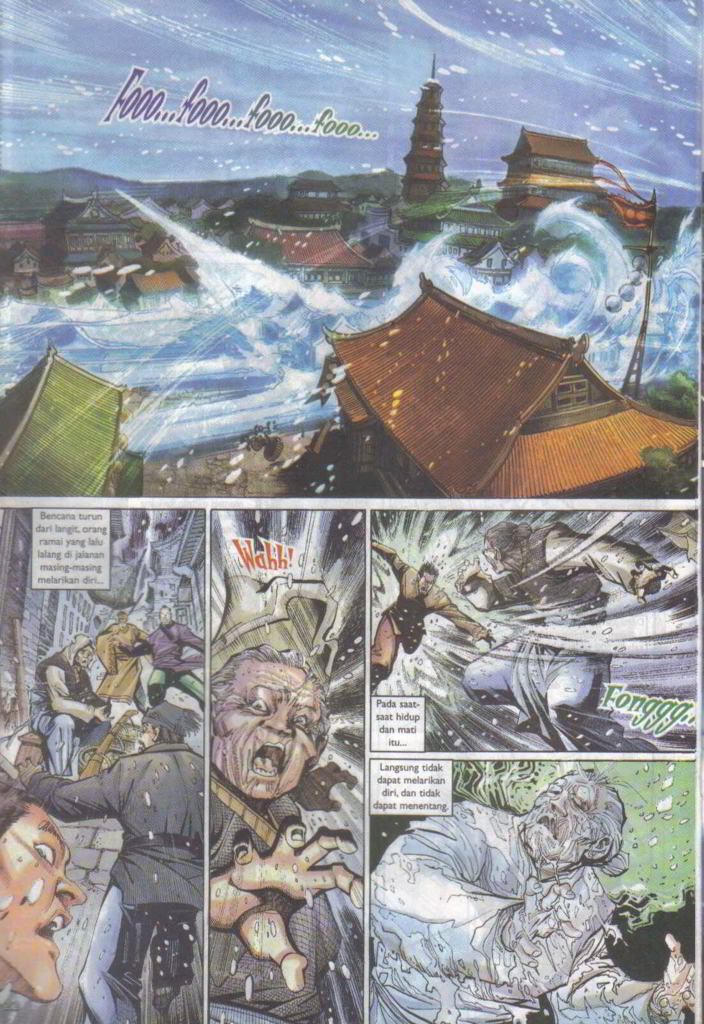 Fooo...fooo...fooo...fooo...
Bencana turun
dari langit, orang
ramai yang lalu
lalang di jalanan
masing-masing
melarikan diri...
Wahh!
Pada saat-
saat hidup
dan mati
itu...
Fonggg..
Langsung tidak
dapat melarikan
diri, dan tidak
dapat menentang.